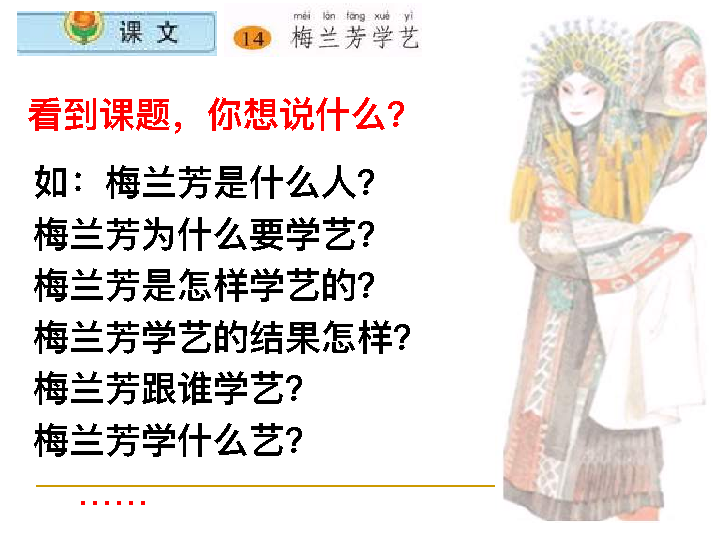 课 文
14
méi lán fāng xué yì
梅兰芳学艺
看到课题，你想说什么？
如：梅兰芳是什么人？
梅兰芳为什么要学艺？
梅兰芳是怎样学艺的？
梅兰芳学艺的结果怎样？
梅兰芳跟谁学艺？
梅兰芳学什么艺？
……